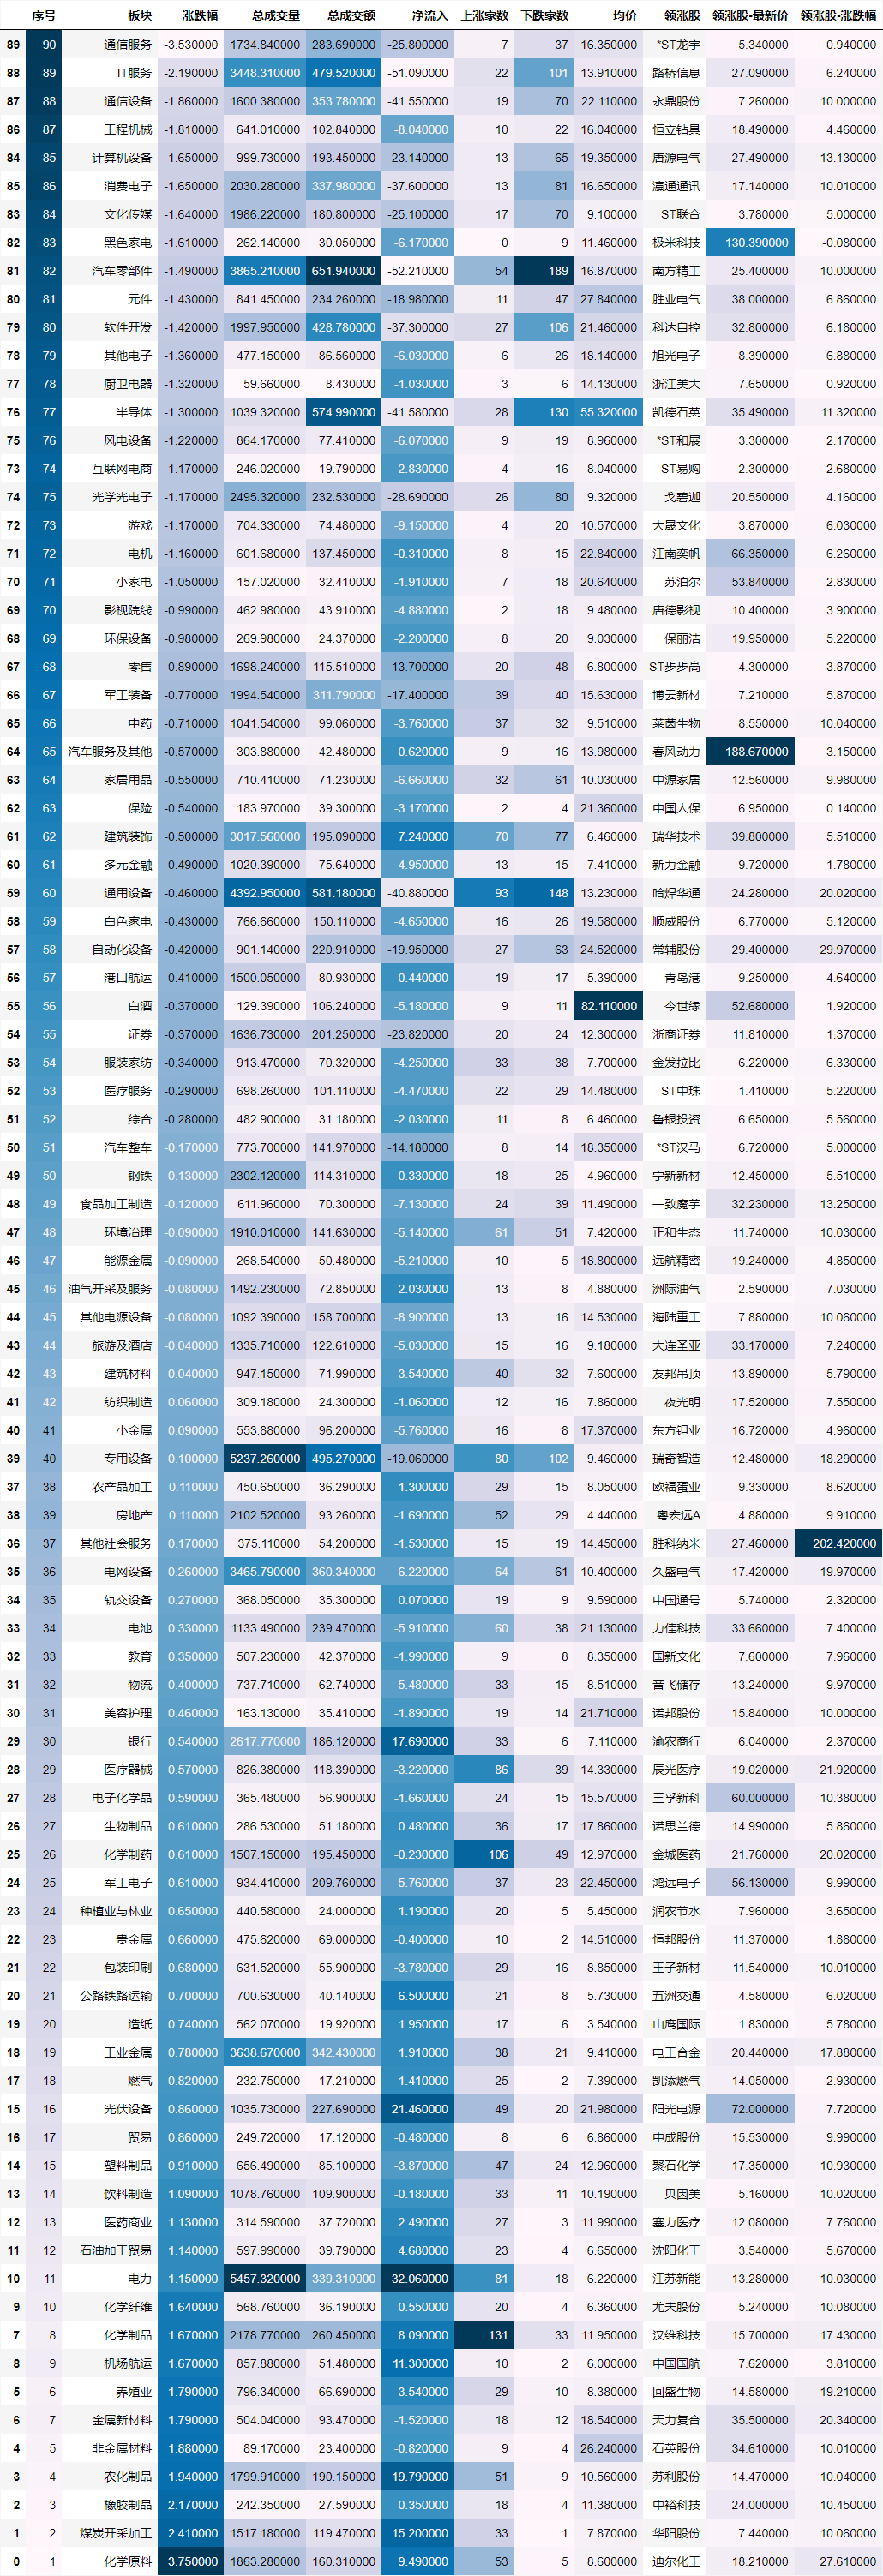 序号 板块 涨跌幅 总成交量 总成交额 净流入 上涨家数 下跌家数 均价 领涨股 领涨股-最新价 领涨股-涨跌幅
89 90 通信服务 -3.530000 1734.840000 283.690000 -25.800000 7 37 16.350000 *ST龙宇 5.340000 0.940000
88 89 IT服务 -2.190000 3448.310000 479.520000 -51.090000 22 101 13.910000 路桥信息 27.090000 6.240000
87 88 通信设备 -1.860000 1600.380000 353.780000 -41.550000 19 70 22.110000 永鼎股份 7.260000 10.000000
86 87 工程机械 -1.810000 641.010000 102.840000 -8.040000 10 22 16.040000 恒立钻具 18.490000 4.460000
84 85 计算机设备 -1.650000 999.730000 193.450000 -23.140000 13 65 19.350000 唐源电气 27.490000 13.130000
85 86 消费电子 -1.650000 2030.280000 337.980000 -37.600000 13 81 16.650000 瀛通通讯 17.140000 10.010000
83 84 文化传媒 -1.640000 1986.220000 180.800000 -25.100000 17 70 9.100000 ST联合 3.780000 5.000000
82 83 黑色家电 -1.610000 262.140000 30.050000 -6.170000 0 9 11.460000 极米科技 130.390000 -0.080000
81 82 汽车零部件 -1.490000 3865.210000 651.940000 -52.210000 54 189 16.870000 南方精工 25.400000 10.000000
80 81 元件 -1.430000 841.450000 234.260000 -18.980000 11 47 27.840000 胜业电气 38.000000 6.860000
79 80 软件开发 -1.420000 1997.950000 428.780000 -37.300000 27 106 21.460000 科达自控 32.800000 6.180000
78 79 其他电子 -1.360000 477.150000 86.560000 -6.030000 6 26 18.140000 旭光电子 8.390000 6.880000
77 78 厨卫电器 -1.320000 59.660000 8.430000 -1.030000 3 6 14.130000 浙江美大 7.650000 0.920000
76 77 半导体 -1.300000 1039.320000 574.990000 -41.580000 28 130 55.320000 凯德石英 35.490000 11.320000
75 76 风电设备 -1.220000 864.170000 77.410000 -6.070000 9 19 8.960000 *ST和展 3.300000 2.170000
73 74 互联网电商 -1.170000 246.020000 19.790000 -2.830000 4 16 8.040000 ST易购 2.300000 2.680000
74 75 光学光电子 -1.170000 2495.320000 232.530000 -28.690000 26 80 9.320000 戈碧迦 20.550000 4.160000
72 73 游戏 -1.170000 704.330000 74.480000 -9.150000 4 20 10.570000 大晟文化 3.870000 6.030000
71 72 电机 -1.160000 601.680000 137.450000 -0.310000 8 15 22.840000 江南奕帆 66.350000 6.260000
70 71 小家电 -1.050000 157.020000 32.410000 -1.910000 7 18 20.640000 苏泊尔 53.840000 2.830000
69 70 影视院线 -0.990000 462.980000 43.910000 -4.880000 2 18 9.480000 唐德影视 10.400000 3.900000
68 69 环保设备 -0.980000 269.980000 24.370000 -2.200000 8 20 9.030000 保丽洁 19.950000 5.220000
67 68 零售 -0.890000 1698.240000 115.510000 -13.700000 20 48 6.800000 ST步步高 4.300000 3.870000
66 67 军工装备 -0.770000 1994.540000 311.790000 -17.400000 39 40 15.630000 博云新材 7.210000 5.870000
65 66 中药 -0.710000 1041.540000 99.060000 -3.760000 37 32 9.510000 莱茵生物 8.550000 10.040000
64 65 汽车服务及其他 -0.570000 303.880000 42.480000 0.620000 9 16 13.980000 春风动力 188.670000 3.150000
63 64 家居用品 -0.550000 710.410000 71.230000 -6.660000 32 61 10.030000 中源家居 12.560000 9.980000
62 63 保险 -0.540000 183.970000 39.300000 -3.170000 2 4 21.360000 中国人保 6.950000 0.140000
61 62 建筑装饰 -0.500000 3017.560000 195.090000 7.240000 70 77 6.460000 瑞华技术 39.800000 5.510000
60 61 多元金融 -0.490000 1020.390000 75.640000 -4.950000 13 15 7.410000 新力金融 9.720000 1.780000
59 60 通用设备 -0.460000 4392.950000 581.180000 -40.880000 93 148 13.230000 哈焊华通 24.280000 20.020000
58 59 白色家电 -0.430000 766.660000 150.110000 -4.650000 16 26 19.580000 顺威股份 6.770000 5.120000
57 58 自动化设备 -0.420000 901.140000 220.910000 -19.950000 27 63 24.520000 常辅股份 29.400000 29.970000
56 57 港口航运 -0.410000 1500.050000 80.930000 -0.440000 19 17 5.390000 青岛港 9.250000 4.640000
55 56 白酒 -0.370000 129.390000 106.240000 -5.180000 9 11 82.110000 今世缘 52.680000 1.920000
54 55 证券 -0.370000 1636.730000 201.250000 -23.820000 20 24 12.300000 浙商证券 11.810000 1.370000
53 54 服装家纺 -0.340000 913.470000 70.320000 -4.250000 33 38 7.700000 金发拉比 6.220000 6.330000
52 53 医疗服务 -0.290000 698.260000 101.110000 -4.470000 22 29 14.480000 ST中珠 1.410000 5.220000
51 52 综合 -0.280000 482.900000 31.180000 -2.030000 11 8 6.460000 鲁银投资 6.650000 5.560000
50 51 汽车整车 -0.170000 773.700000 141.970000 -14.180000 8 14 18.350000 *ST汉马 6.720000 5.000000
49 50 钢铁 -0.130000 2302.120000 114.310000 0.330000 18 25 4.960000 宁新新材 12.450000 5.510000
48 49 食品加工制造 -0.120000 611.960000 70.300000 -7.130000 24 39 11.490000 一致魔芋 32.230000 13.250000
47 48 环境治理 -0.090000 1910.010000 141.630000 -5.140000 61 51 7.420000 正和生态 11.740000 10.030000
46 47 能源金属 -0.090000 268.540000 50.480000 -5.210000 10 5 18.800000 远航精密 19.240000 4.850000
45 46 油气开采及服务 -0.080000 1492.230000 72.850000 2.030000 13 8 4.880000 洲际油气 2.590000 7.030000
44 45 其他电源设备 -0.080000 1092.390000 158.700000 -8.900000 13 16 14.530000 海陆重工 7.880000 10.060000
43 44 旅游及酒店 -0.040000 1335.710000 122.610000 -5.030000 15 16 9.180000 大连圣亚 33.170000 7.240000
42 43 建筑材料 0.040000 947.150000 71.990000 -3.540000 40 32 7.600000 友邦吊顶 13.890000 5.790000
41 42 纺织制造 0.060000 309.180000 24.300000 -1.060000 12 16 7.860000 夜光明 17.520000 7.550000
40 41 小金属 0.090000 553.880000 96.200000 -5.760000 16 8 17.370000 东方钽业 16.720000 4.960000
39 40 专用设备 0.100000 5237.260000 495.270000 -19.060000 80 102 9.460000 瑞奇智造 12.480000 18.290000
37 38 农产品加工 0.110000 450.650000 36.290000 1.300000 29 15 8.050000 欧福蛋业 9.330000 8.620000
38 39 房地产 0.110000 2102.520000 93.260000 -1.690000 52 29 4.440000 粤宏远A 4.880000 9.910000
36 37 其他社会服务 0.170000 375.110000 54.200000 -1.530000 15 19 14.450000 胜科纳米 27.460000 202.420000
35 36 电网设备 0.260000 3465.790000 360.340000 -6.220000 64 61 10.400000 久盛电气 17.420000 19.970000
34 35 轨交设备 0.270000 368.050000 35.300000 0.070000 19 9 9.590000 中国通号 5.740000 2.320000
33 34 电池 0.330000 1133.490000 239.470000 -5.910000 60 38 21.130000 力佳科技 33.660000 7.400000
32 33 教育 0.350000 507.230000 42.370000 -1.990000 9 8 8.350000 国新文化 7.600000 7.960000
31 32 物流 0.400000 737.710000 62.740000 -5.480000 33 15 8.510000 音飞储存 13.240000 9.970000
30 31 美容护理 0.460000 163.130000 35.410000 -1.890000 19 14 21.710000 诺邦股份 15.840000 10.000000
29 30 银行 0.540000 2617.770000 186.120000 17.690000 33 6 7.110000 渝农商行 6.040000 2.370000
28 29 医疗器械 0.570000 826.380000 118.390000 -3.220000 86 39 14.330000 辰光医疗 19.020000 21.920000
27 28 电子化学品 0.590000 365.480000 56.900000 -1.660000 24 15 15.570000 三孚新科 60.000000 10.380000
26 27 生物制品 0.610000 286.530000 51.180000 0.480000 36 17 17.860000 诺思兰德 14.990000 5.860000
25 26 化学制药 0.610000 1507.150000 195.450000 -0.230000 106 49 12.970000 金城医药 21.760000 20.020000
24 25 军工电子 0.610000 934.410000 209.760000 -5.760000 37 23 22.450000 鸿远电子 56.130000 9.990000
23 24 种植业与林业 0.650000 440.580000 24.000000 1.190000 20 5 5.450000 润农节水 7.960000 3.650000
22 23 贵金属 0.660000 475.620000 69.000000 -0.400000 10 2 14.510000 恒邦股份 11.370000 1.880000
21 22 包装印刷 0.680000 631.520000 55.900000 -3.780000 29 16 8.850000 王子新材 11.540000 10.010000
20 21 公路铁路运输 0.700000 700.630000 40.140000 6.500000 21 8 5.730000 五洲交通 4.580000 6.020000
19 20 造纸 0.740000 562.070000 19.920000 1.950000 17 6 3.540000 山鹰国际 1.830000 5.780000
18 19 工业金属 0.780000 3638.670000 342.430000 1.910000 38 21 9.410000 电工合金 20.440000 17.880000
17 18 燃气 0.820000 232.750000 17.210000 1.410000 25 2 7.390000 凯添燃气 14.050000 2.930000
15 16 光伏设备 0.860000 1035.730000 227.690000 21.460000 49 20 21.980000 阳光电源 72.000000 7.720000
16 17 贸易 0.860000 249.720000 17.120000 -0.480000 8 6 6.860000 中成股份 15.530000 9.990000
14 15 塑料制品 0.910000 656.490000 85.100000 -3.870000 47 24 12.960000 聚石化学 17.350000 10.930000
13 14 饮料制造 1.090000 1078.760000 109.900000 -0.180000 33 11 10.190000 贝因美 5.160000 10.020000
12 13 医药商业 1.130000 314.590000 37.720000 2.490000 27 3 11.990000 塞力医疗 12.080000 7.760000
11 12 石油加工贸易 1.140000 597.990000 39.790000 4.680000 23 4 6.650000 沈阳化工 3.540000 5.670000
10 11 电力 1.150000 5457.320000 339.310000 32.060000 81 18 6.220000 江苏新能 13.280000 10.030000
9 10 化学纤维 1.640000 568.760000 36.190000 0.550000 20 4 6.360000 尤夫股份 5.240000 10.080000
7 8 化学制品 1.670000 2178.770000 260.450000 8.090000 131 33 11.950000 汉维科技 15.700000 17.430000
8 9 机场航运 1.670000 857.880000 51.480000 11.300000 10 2 6.000000 中国国航 7.620000 3.810000
5 6 养殖业 1.790000 796.340000 66.690000 3.540000 29 10 8.380000 回盛生物 14.580000 19.210000
6 7 金属新材料 1.790000 504.040000 93.470000 -1.520000 18 12 18.540000 天力复合 35.500000 20.340000
4 5 非金属材料 1.880000 89.170000 23.400000 -0.820000 9 4 26.240000 石英股份 34.610000 10.010000
3 4 农化制品 1.940000 1799.910000 190.150000 19.790000 51 9 10.560000 苏利股份 14.470000 10.040000
2 3 橡胶制品 2.170000 242.350000 27.590000 0.350000 18 4 11.380000 中裕科技 24.000000 10.450000
1 2 煤炭开采加工 2.410000 1517.180000 119.470000 15.200000 33 1 7.870000 华阳股份 7.440000 10.060000
0 1 化学原料 3.750000 1863.280000 160.310000 9.490000 53 5 8.600000 迪尔化工 18.210000 27.610000